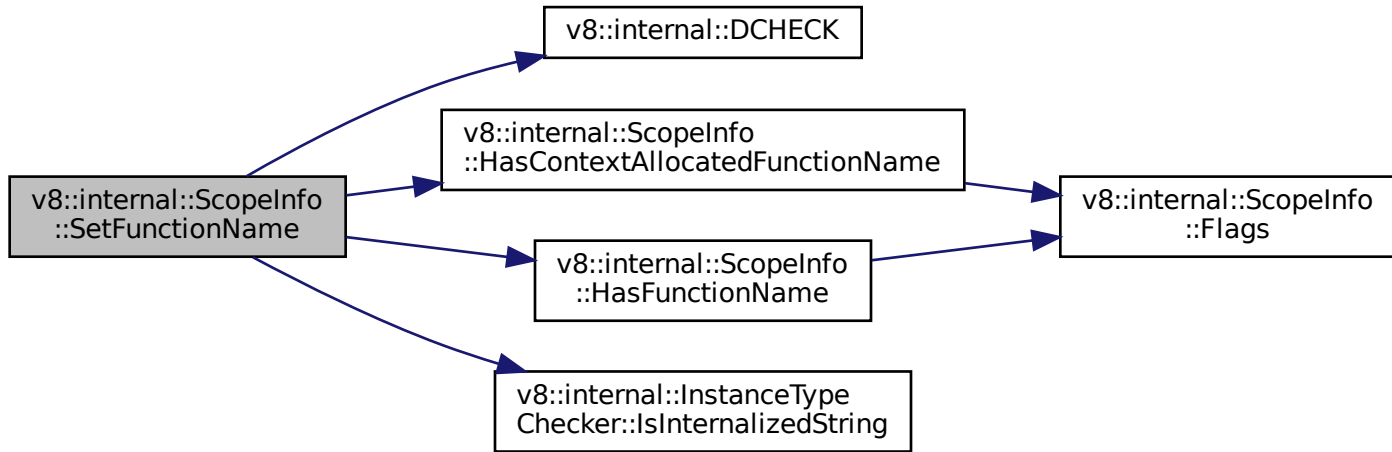 v8::internal::DCHECK
v8::internal::ScopeInfo
::HasContextAllocatedFunctionName
v8::internal::ScopeInfo
::SetFunctionName
v8::internal::ScopeInfo
::Flags
v8::internal::ScopeInfo
::HasFunctionName
v8::internal::InstanceType
Checker::IsInternalizedString